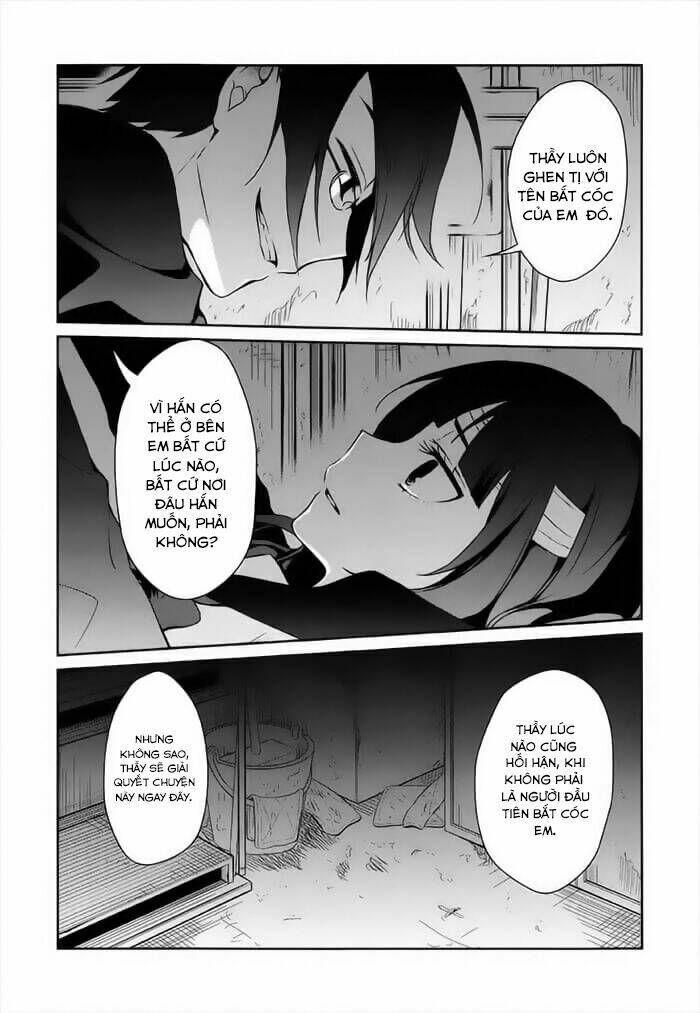 THẦY LUÔN
GHEN TỊ VỚI
TÊN BẮT CÓC
CỦA EM ĐÓ.
VÌ HẮN CÓ
THỂ Ở BÊN
EM BẤT CỨ
LÚC NÀO,
BẤT CỨ NƠI
ĐÂU HẮN
MUỐN, PHẢI
KHÔNG?
THẦY LÚC
NÀO CŨNG
HỐI HẬN, KHI
KHÔNG PHẢI
LÀ NGƯỜI ĐẦU
TIÊN BẮT CÓC
EM.
NHƯNG
KHÔNG SAO,
THẦY SẼ GIẢI
QUYẾT CHUYỆN
NÀY NGAY ĐÂY.